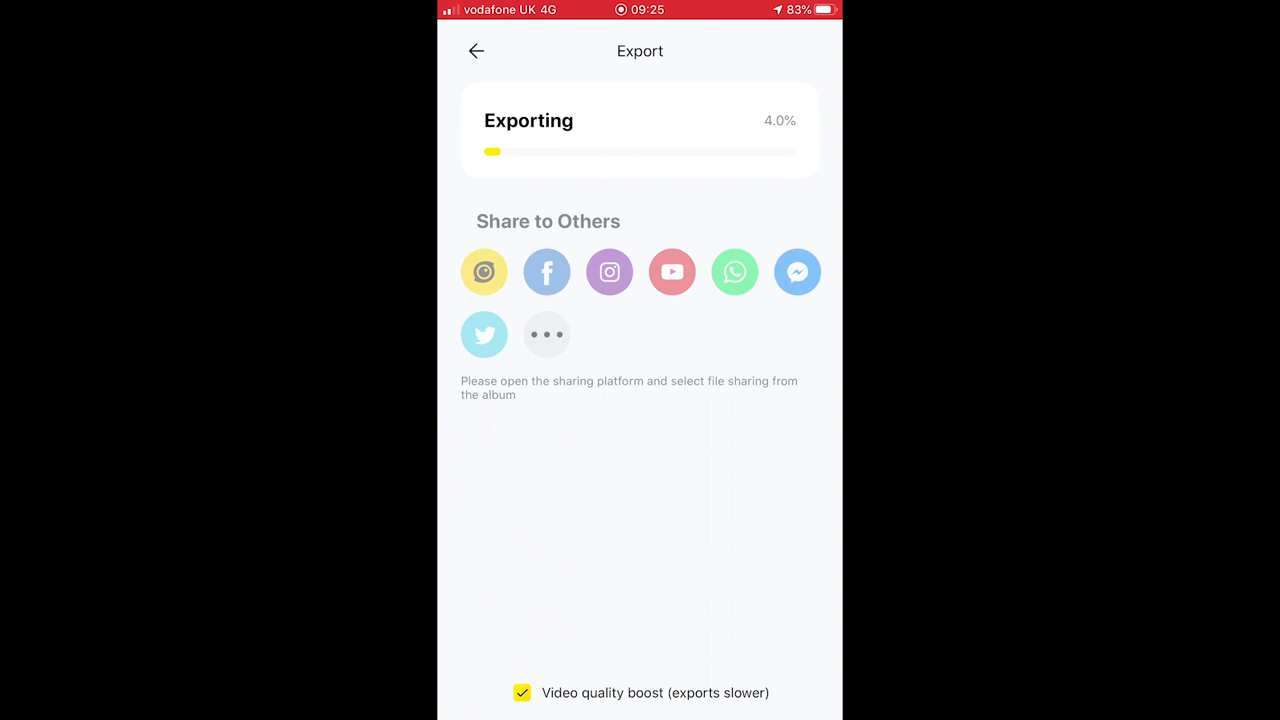 vodafone UK 4G 09:25 83%
Export
Exporting 4.0%
Share to Others
Please open the sharing platform and select file sharing from
the album
Video quality boost (exports slower)